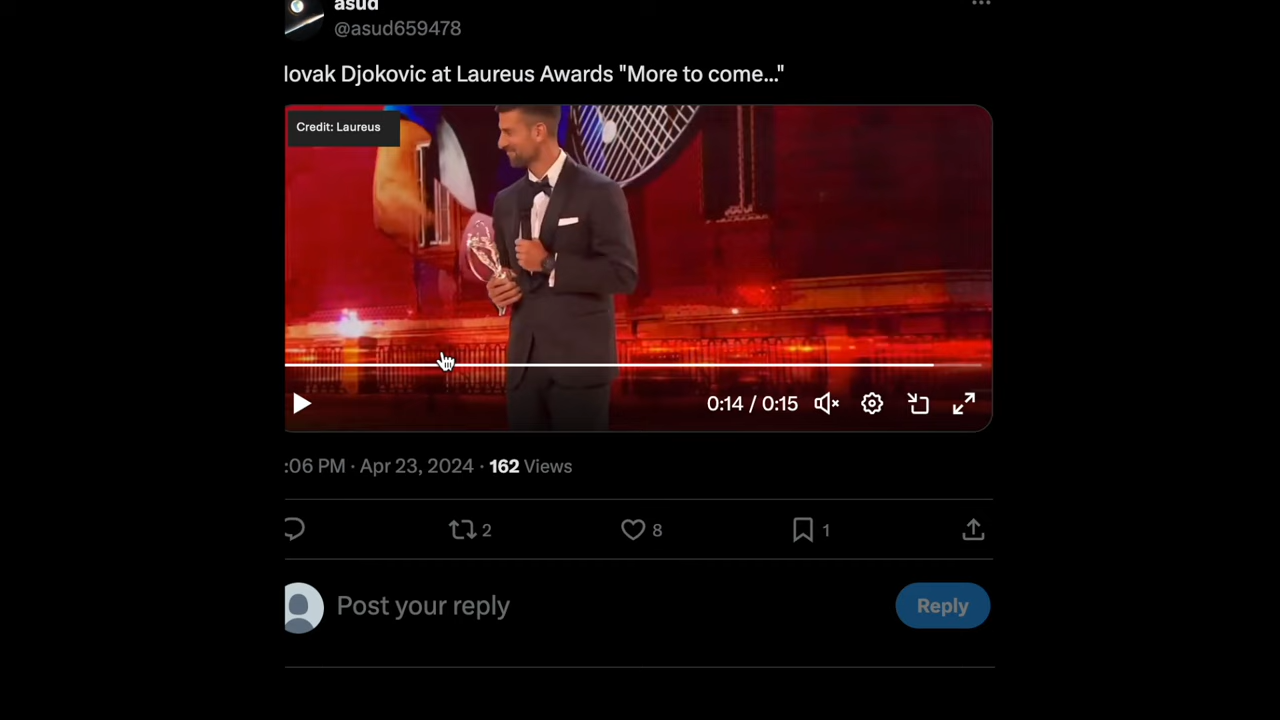 asud
@asud659478
lovak Djokovic at Laureus Awards "More to come..."
Credit: Laureus
0:14 / 0:15
:06 PM · Apr 23, 2024 · 162 Views
2
8
1
Post your reply
Reply